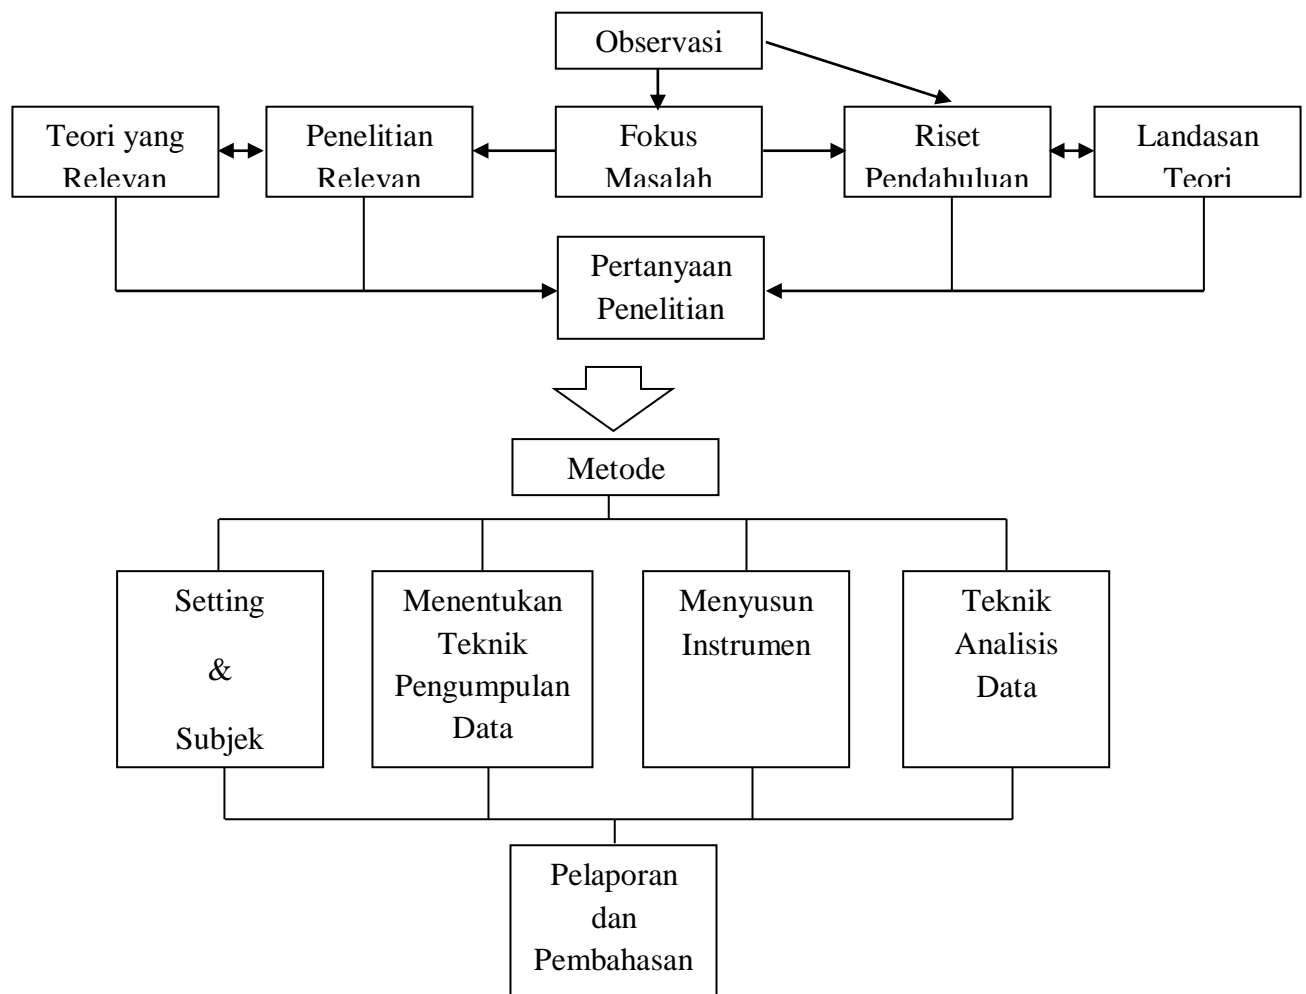 Observasi
Teori yang
Relevan
Penelitian
Relevan
Fokus
Masalah
Riset
Pendahuluan
Landasan
Teori
Pertanyaan
Penelitian
Metode
Setting
&
Subjek
Menentukan
Teknik
Pengumpulan
Data
Menyusun
Instrumen
Teknik
Analisis
Data
Pelaporan
dan
Pembahasan